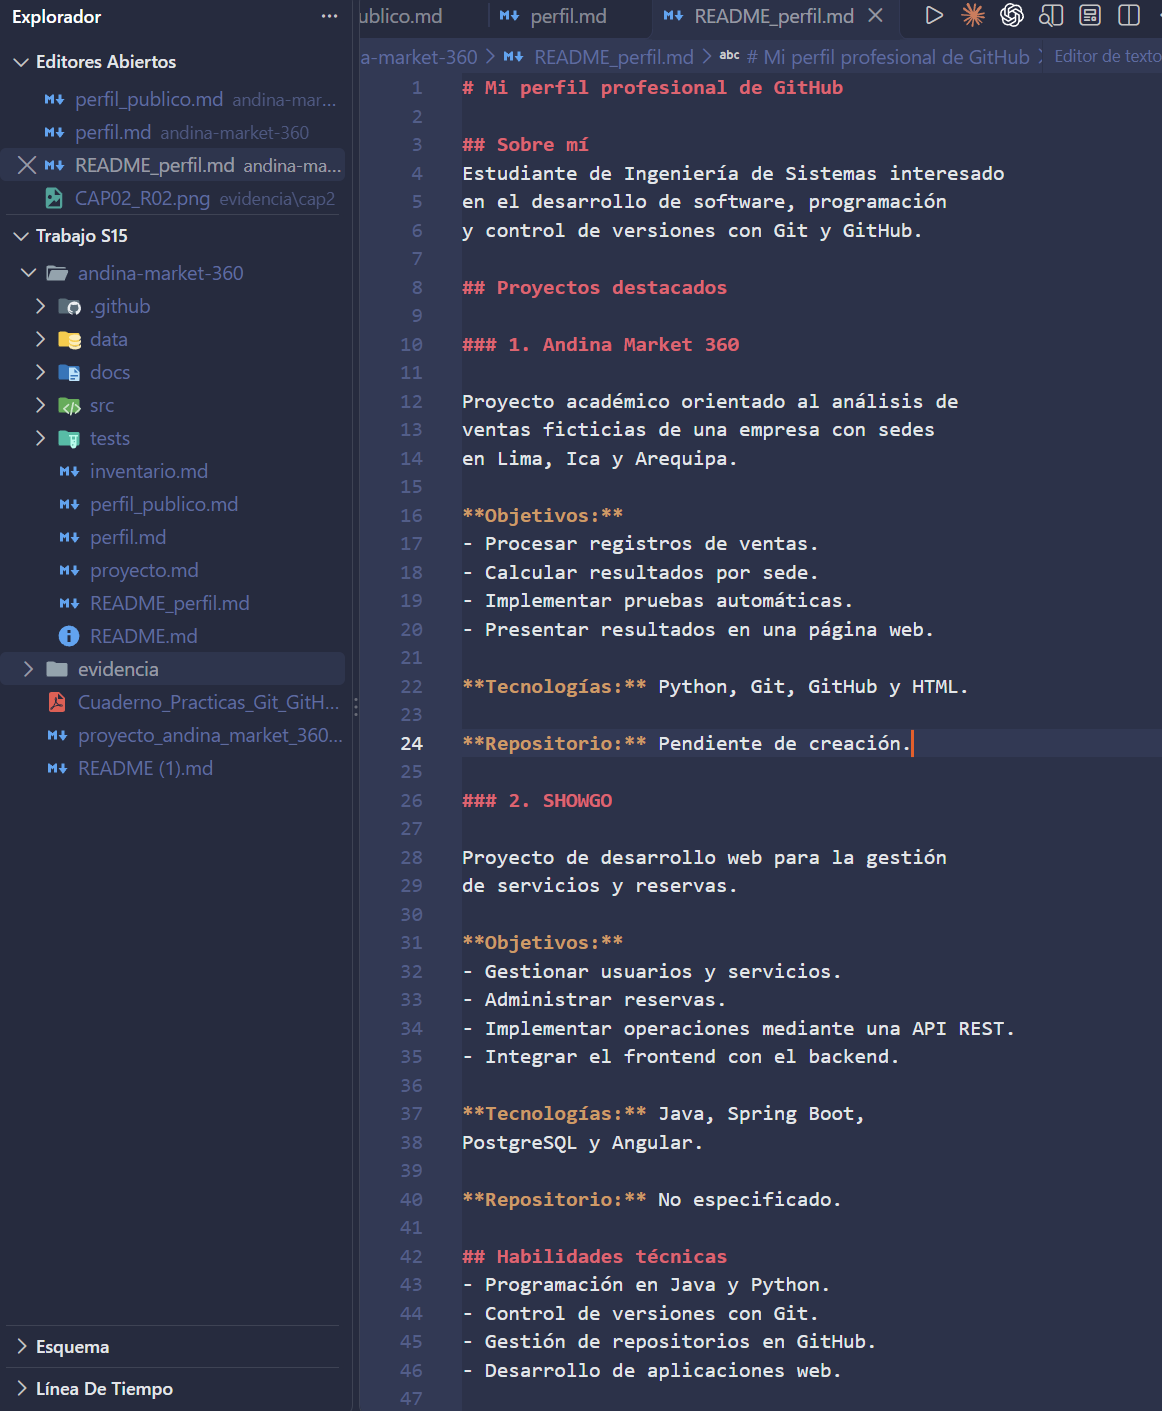 Explorador
···
Editores Abiertos
perfil_publico.md andina-mar...
perfil.md andina-market-360
README_perfil.md andina-ma...
CAP02_R02.png evidencia\cap2
Trabajo S15
andina-market-360
.github
data
docs
src
tests
inventario.md
perfil_publico.md
perfil.md
proyecto.md
README_perfil.md
README.md
evidencia
Cuaderno_Practicas_Git_GitH...
proyecto_andina_market_360...
README (1).md
Esquema
Línea De Tiempo
ublico.md
perfil.md
README_perfil.md
a-market-360 > README_perfil.md > abc # Mi perfil profesional de GitHub > Editor de texto
1 # Mi perfil profesional de GitHub
2
3 ## Sobre mí
4 Estudiante de Ingeniería de Sistemas interesado
5 en el desarrollo de software, programación
6 y control de versiones con Git y GitHub.
7
8 ## Proyectos destacados
9
10 ### 1. Andina Market 360
11
12 Proyecto académico orientado al análisis de
13 ventas ficticias de una empresa con sedes
14 en Lima, Ica y Arequipa.
15
16 **Objetivos:**
17 - Procesar registros de ventas.
18 - Calcular resultados por sede.
19 - Implementar pruebas automáticas.
20 - Presentar resultados en una página web.
21
22 **Tecnologías:** Python, Git, GitHub y HTML.
23
24 **Repositorio:** Pendiente de creación.
25
26 ### 2. SHOWGO
27
28 Proyecto de desarrollo web para la gestión
29 de servicios y reservas.
30
31 **Objetivos:**
32 - Gestionar usuarios y servicios.
33 - Administrar reservas.
34 - Implementar operaciones mediante una API REST.
35 - Integrar el frontend con el backend.
36
37 **Tecnologías:** Java, Spring Boot,
38 PostgreSQL y Angular.
39
40 **Repositorio:** No especificado.
41
42 ## Habilidades técnicas
43 - Programación en Java y Python.
44 - Control de versiones con Git.
45 - Gestión de repositorios en GitHub.
46 - Desarrollo de aplicaciones web.
47